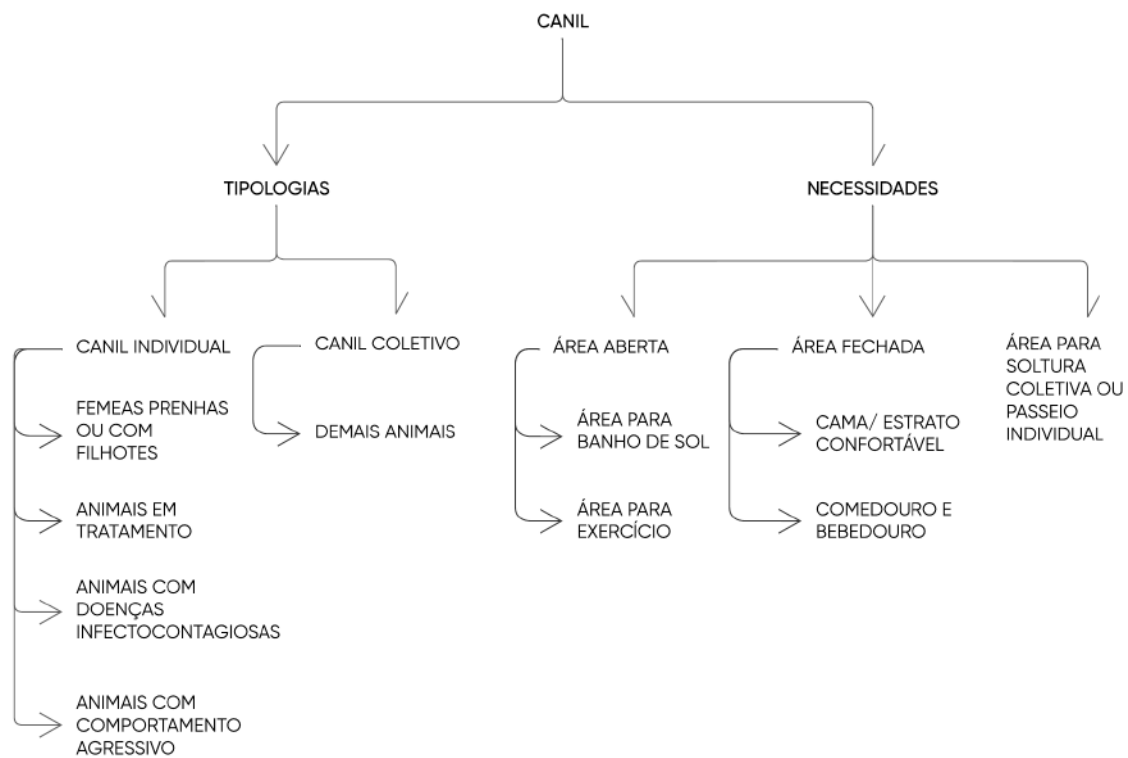 CANIL
TIPOLOGIAS
NECESSIDADES
CANIL INDIVIDUAL
FEMEAS PRENHAS
OU COM
FILHOTES
ANIMAIS EM
TRATAMENTO
ANIMAIS COM
DOENÇAS
INFECTOCONTAGIOSAS
ANIMAIS COM
COMPORTAMENTO
AGRESSIVO
CANIL COLETIVO
DEMAIS ANIMAIS
ÁREA ABERTA
ÁREA PARA
BANHO DE SOL
ÁREA PARA
EXERCÍCIO
ÁREA FECHADA
CAMA/ ESTRATO
CONFORTÁVEL
COMEDOURO E
BEBEDOURO
ÁREA PARA
SOLTURA
COLETIVA OU
PASSEIO
INDIVIDUAL